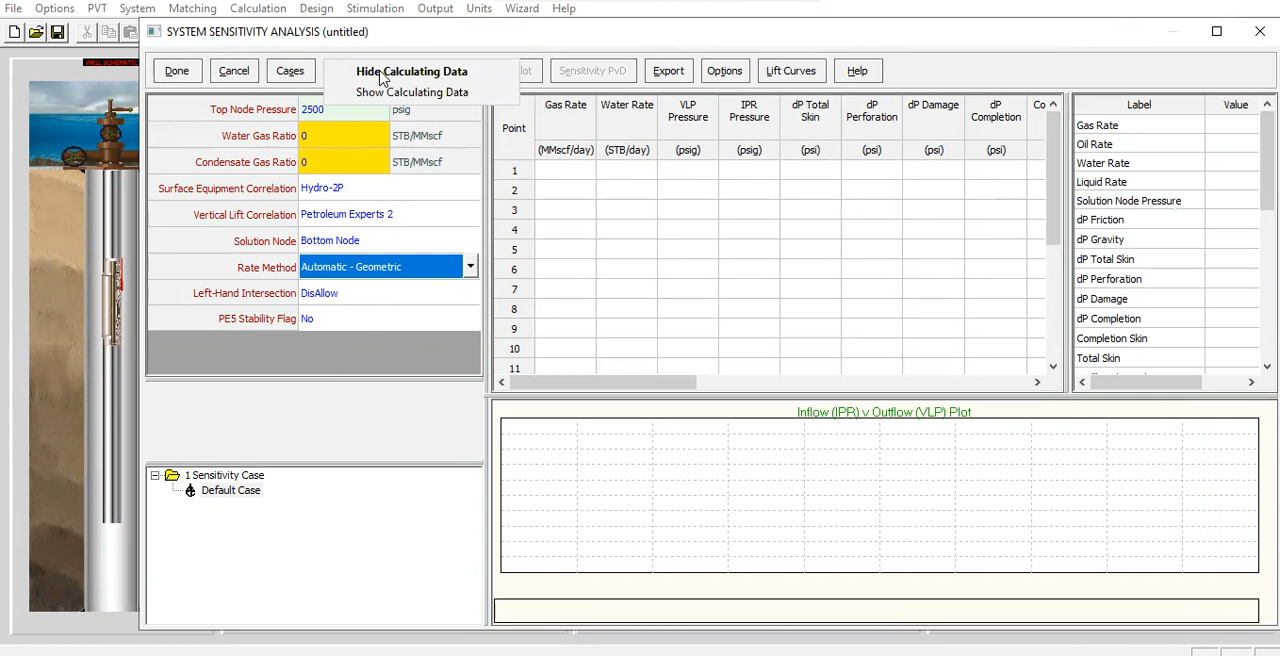 File Options PVT System Matching Calculation Design Stimulation Output Units Wizard Help
SYSTEM SENSITIVITY ANALYSIS (untitled)
WELL SCHEMATIC
Done Cancel Cases Hide Calculating Data Sensitivity PvD Export Options Lift Curves Help
Show Calculating Data
Top Node Pressure 2500 psig
Water Gas Ratio 0 STB/MMscf
Condensate Gas Ratio 0 STB/MMscf
Surface Equipment Correlation Hydro-2P
Vertical Lift Correlation Petroleum Experts 2
Solution Node Bottom Node
Rate Method Automatic - Geometric
Left-Hand Intersection DisAllow
PE5 Stability Flag No
1 Sensitivity Case
Default Case
Point Gas Rate Water Rate VLP Pressure IPR Pressure dP Total Skin dP Perforation dP Damage dP Completion Co
(MMscf/day) (STB/day) (psig) (psig) (psi) (psi) (psi) (psi)
1
2
3
4
5
6
7
8
9
10
11
Label Value
Gas Rate
Oil Rate
Water Rate
Liquid Rate
Solution Node Pressure
dP Friction
dP Gravity
dP Total Skin
dP Perforation
dP Damage
dP Completion
Completion Skin
Total Skin
Inflow (IPR) v Outflow (VLP) Plot